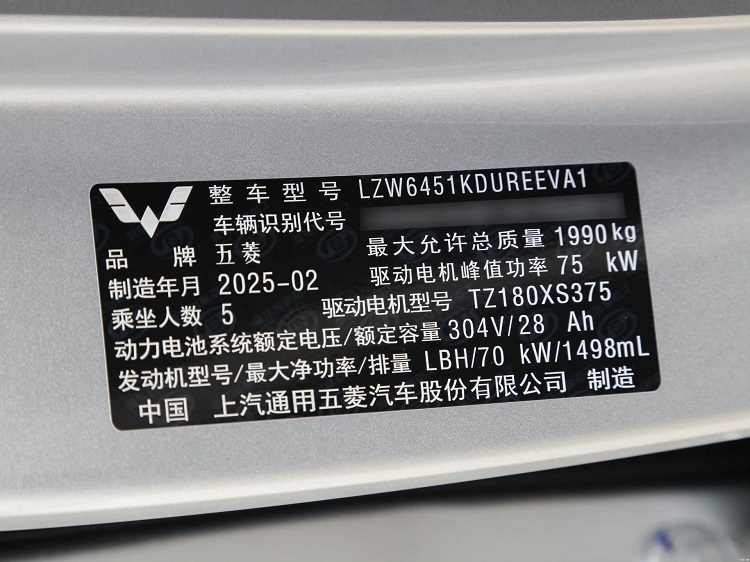 整车型号 LZW6451KDUREEVA1
车辆识别代号
品牌 五菱 最大允许总质量 1990 kg
制造年月 2025-02 驱动电机峰值功率 75 kW
乘坐人数 5 驱动电机型号 TZ180XS375
动力电池系统额定电压/额定容量 304V/28 Ah
发动机型号/最大净功率/排量 LBH/70 kW/1498mL
中国 上汽通用五菱汽车股份有限公司 制造